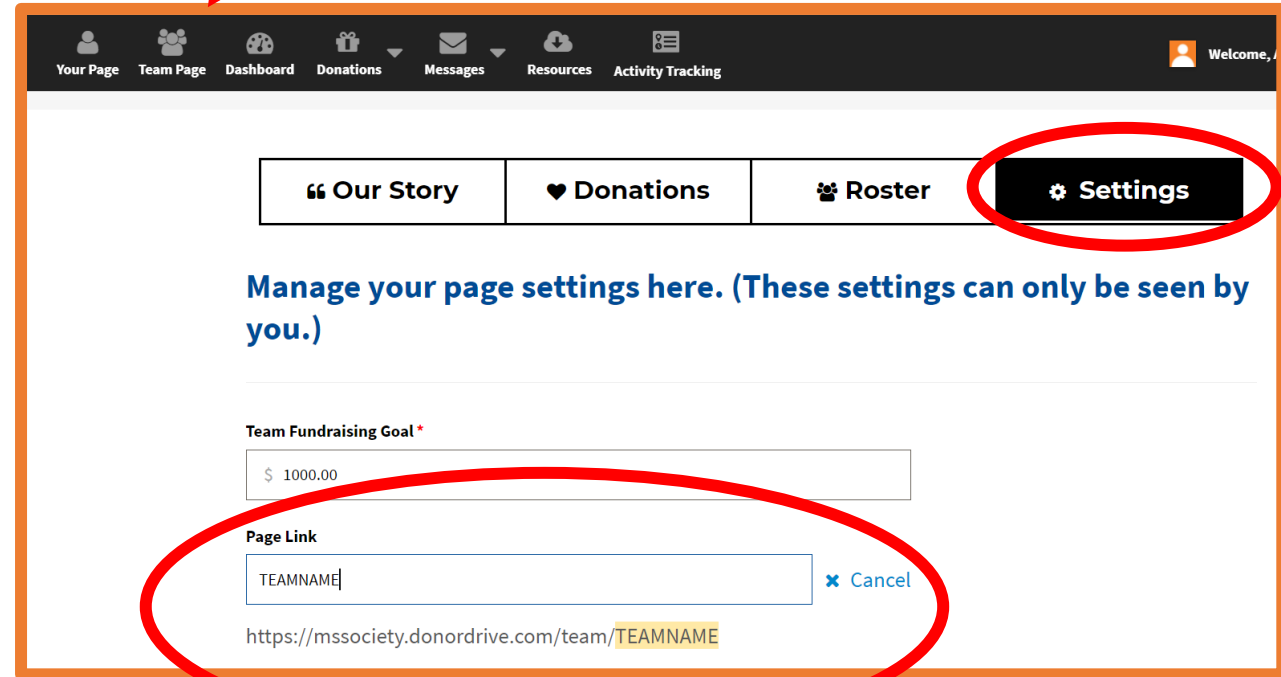 Your Page Team Page Dashboard Donations Messages Resources Activity Tracking Welcome,
Our Story Donations Roster Settings
Manage your page settings here. (These settings can only be seen by
you.)
Team Fundraising Goal *
$ 1000.00
Page Link
TEAMNAME
Cancel
https://mssociety.donordrive.com/team/TEAMNAME